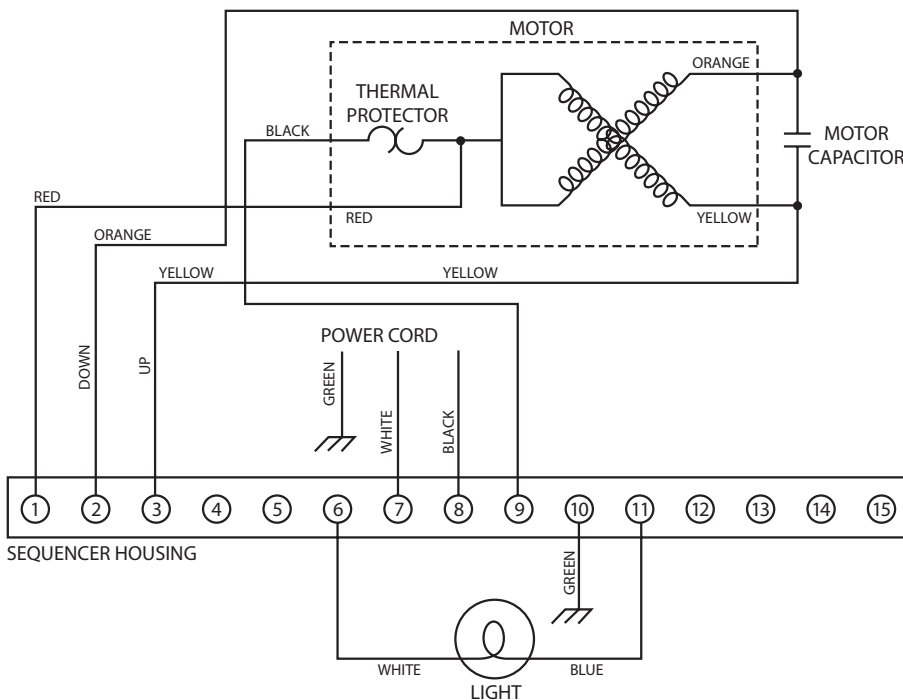 MOTOR
ORANGE
THERMAL
PROTECTOR
BLACK
MOTOR
CAPACITOR
RED
RED
YELLOW
ORANGE
YELLOW
YELLOW
DOWN
UP
POWER CORD
GREEN
WHITE
BLACK
1 2 3 4 5 6 7 8 9 10 11 12 13 14 15
SEQUENCER HOUSING
GREEN
WHITE
BLUE
LIGHT